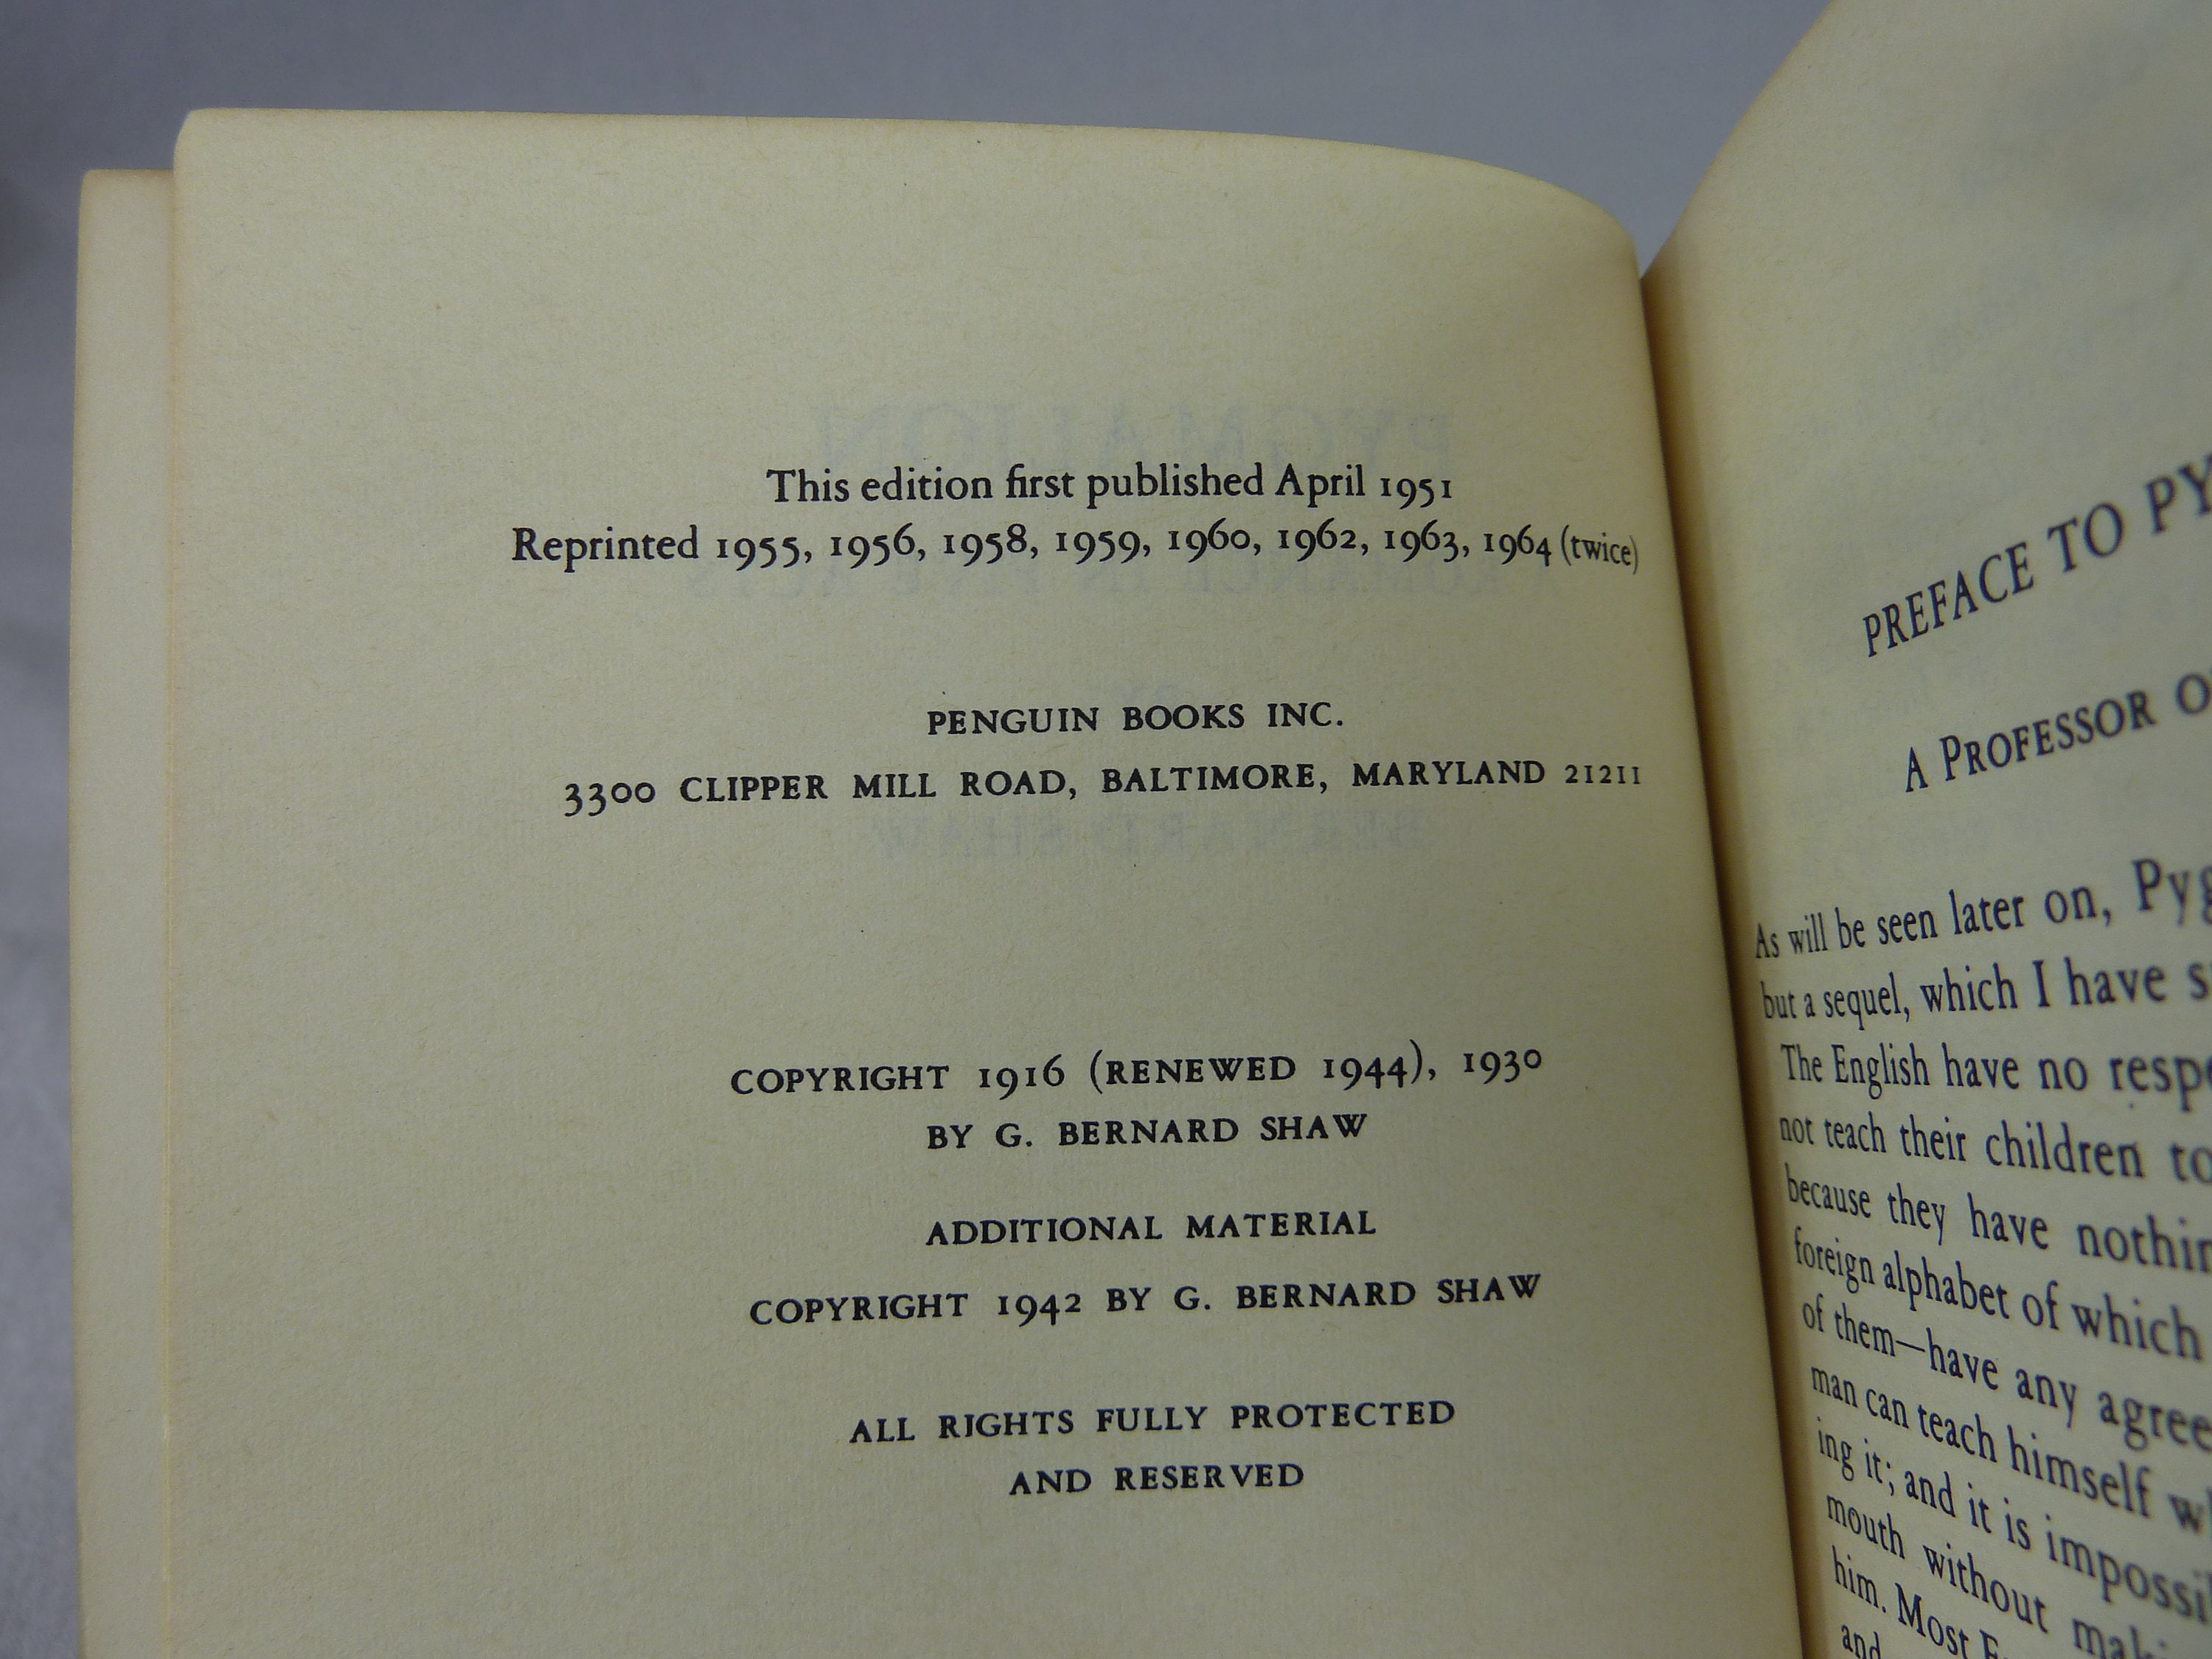 This edition first published April 1951
Reprinted 1955, 1956, 1958, 1959, 1960, 1962, 1963, 1964 (twice)
PENGUIN BOOKS INC.
3300 CLIPPER MILL ROAD, BALTIMORE, MARYLAND 21211
COPYRIGHT 1916 (RENEWED 1944), 1930
BY G. BERNARD SHAW
ADDITIONAL MATERIAL
COPYRIGHT 1942 BY G. BERNARD SHAW
ALL RIGHTS FULLY PROTECTED
AND RESERVED
PREFACE TO PY
A PROFESSOR O
As will be seen later on, Pyg
but a sequel, which I have s
The English have no resp
not teach their children to
because they have nothin
foreign alphabet of which
of them—have any agree
man can teach himself w
ing it; and it is impossi
mouth without mak
him. Most E
and